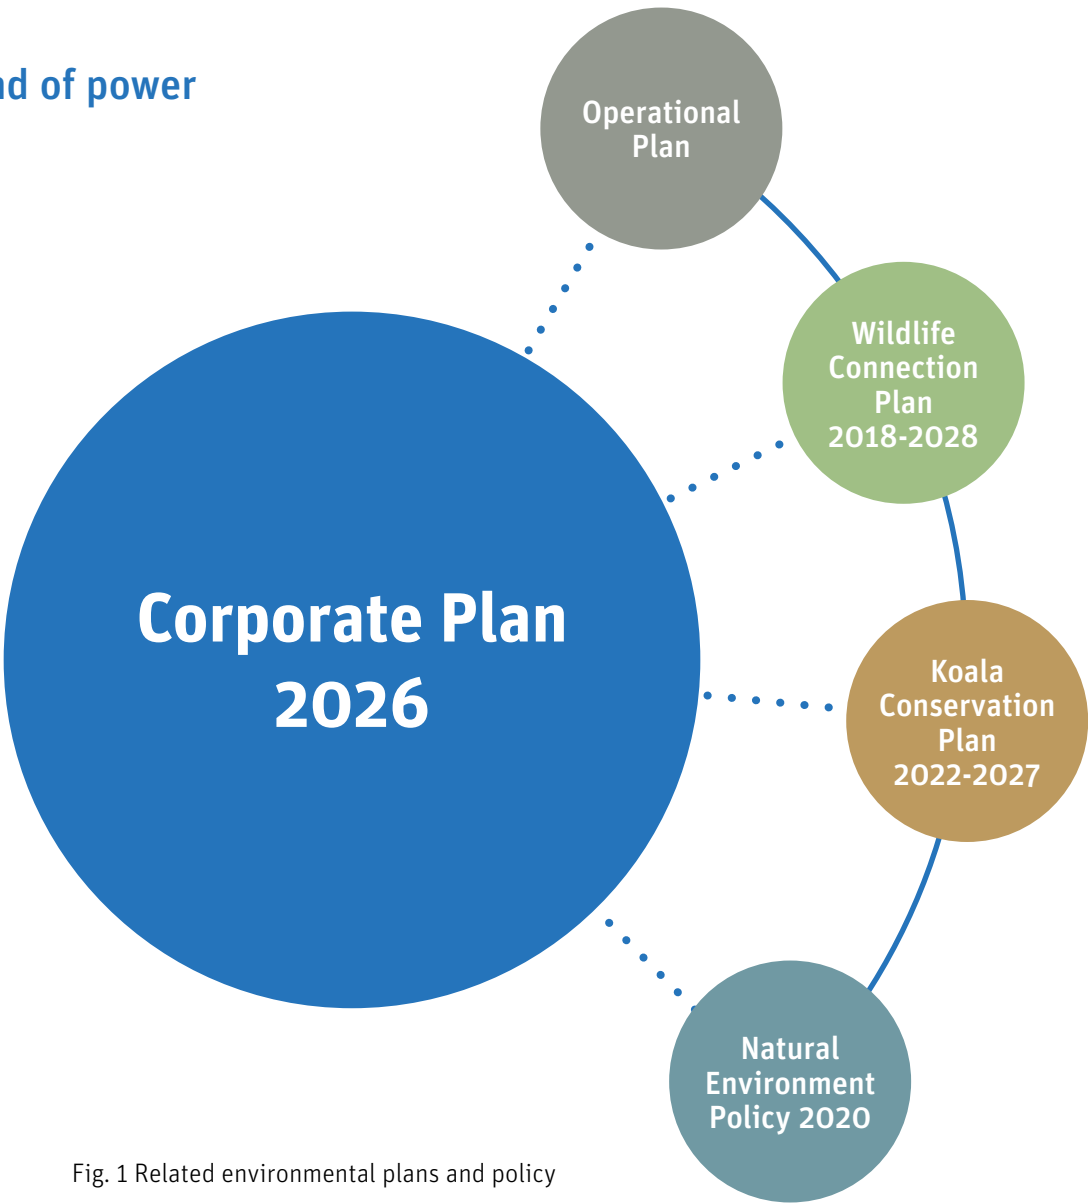 of power
Operational
Plan
Wildlife
Connection
Plan
2018-2028
Corporate Plan
2026
Koala
Conservation
Plan
2022-2027
Natural
Environment
Policy 2020
Fig. 1 Related environmental plans and policy